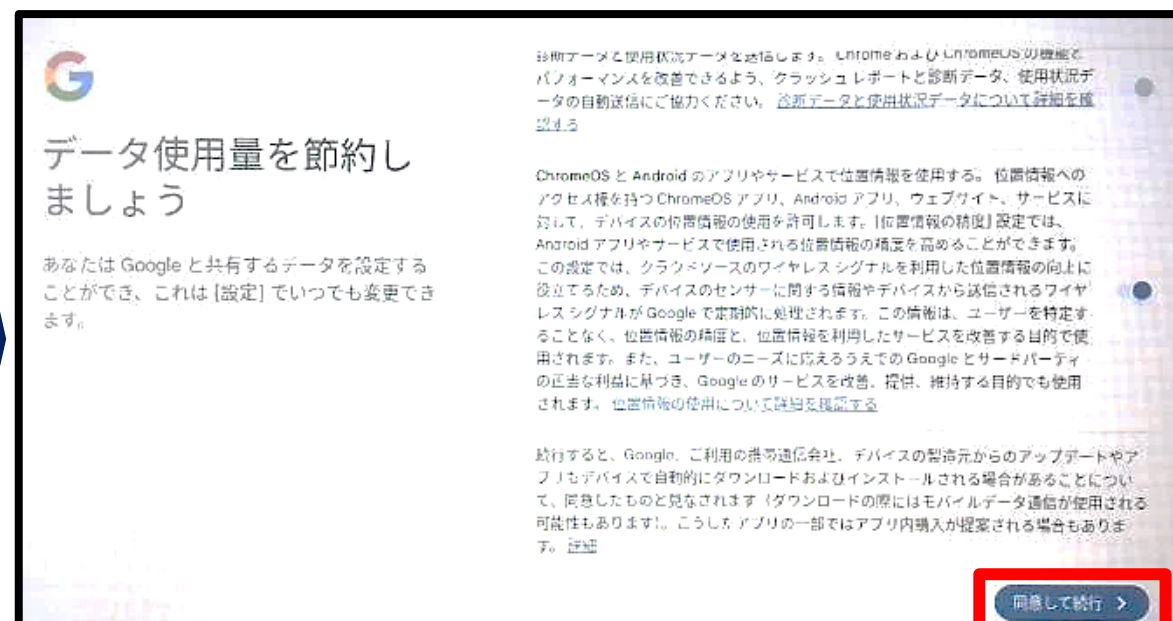 データ使用量を節約し
ましょう
あなたは Google と共有するデータを設定する
ことができ、これは [設定] でいつでも変更でき
ます。
診断データと使用状況データを送信します。Chrome および ChromeOS の機能と
パフォーマンスを改善できるよう、クラッシュ レポートと診断データ、使用状況デ
ータの自動送信にご協力ください。 診断データと使用状況データについて詳細を確
認する
ChromeOS と Android のアプリやサービスで位置情報を使用する。 位置情報への
アクセス権を持つ ChromeOS アプリ、Android アプリ、ウェブサイト、サービスに
対して、デバイスの位置情報の使用を許可します。[位置情報の精度] 設定では、
Android アプリやサービスで使用される位置情報の精度を高めることができます。
この設定では、クラウドソースのワイヤレス シグナルを利用した位置情報の向上に
役立てるため、デバイスのセンサーに関する情報やデバイスから送信されるワイヤ
レス シグナルが Google で定期的に処理されます。この情報は、ユーザーを特定す
ることなく、位置情報の精度と、位置情報を利用したサービスを改善する目的で使
用されます。また、ユーザーのニーズに応えるうえでの Google とサードパーティ
の正当な利益に基づき、Google のサービスを改善、提供、維持する目的でも使用
されます。 位置情報の使用について詳細を確認する
続行すると、Google、ご利用の携帯通信会社、デバイスの製造元からのアップデートやア
プリもデバイスで自動的にダウンロードおよびインストールされる場合があることについ
て、同意したものと見なされます（ダウンロードの際にはモバイルデータ通信が使用される
可能性もあります）。こうしたアプリの一部ではアプリ内購入が提案される場合もありま
す。 詳細
同意して続行